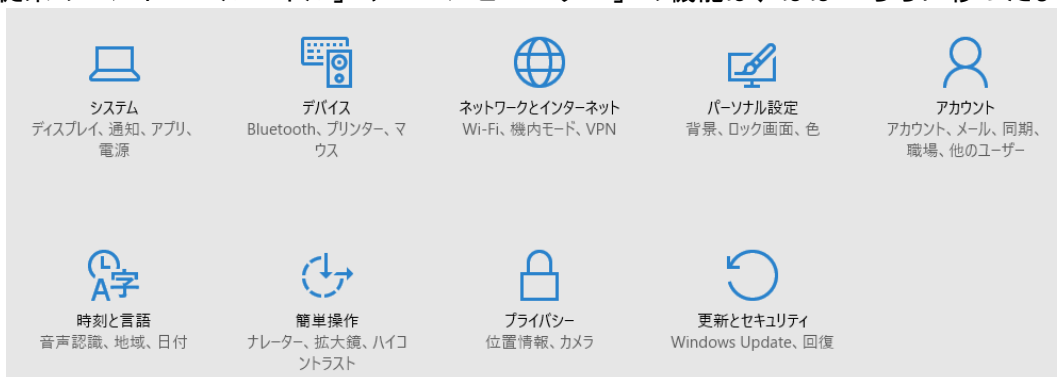 システム
ディスプレイ、通知、アプリ、
電源
デバイス
Bluetooth、プリンター、マ
ウス
ネットワークとインターネット
Wi-Fi、機内モード、VPN
パーソナル設定
背景、ロック画面、色
アカウント
アカウント、メール、同期、
職場、他のユーザー
時刻と言語
音声認識、地域、日付
簡単操作
ナレーター、拡大鏡、ハイコ
ントラスト
プライバシー
位置情報、カメラ
更新とセキュリティ
Windows Update、回復